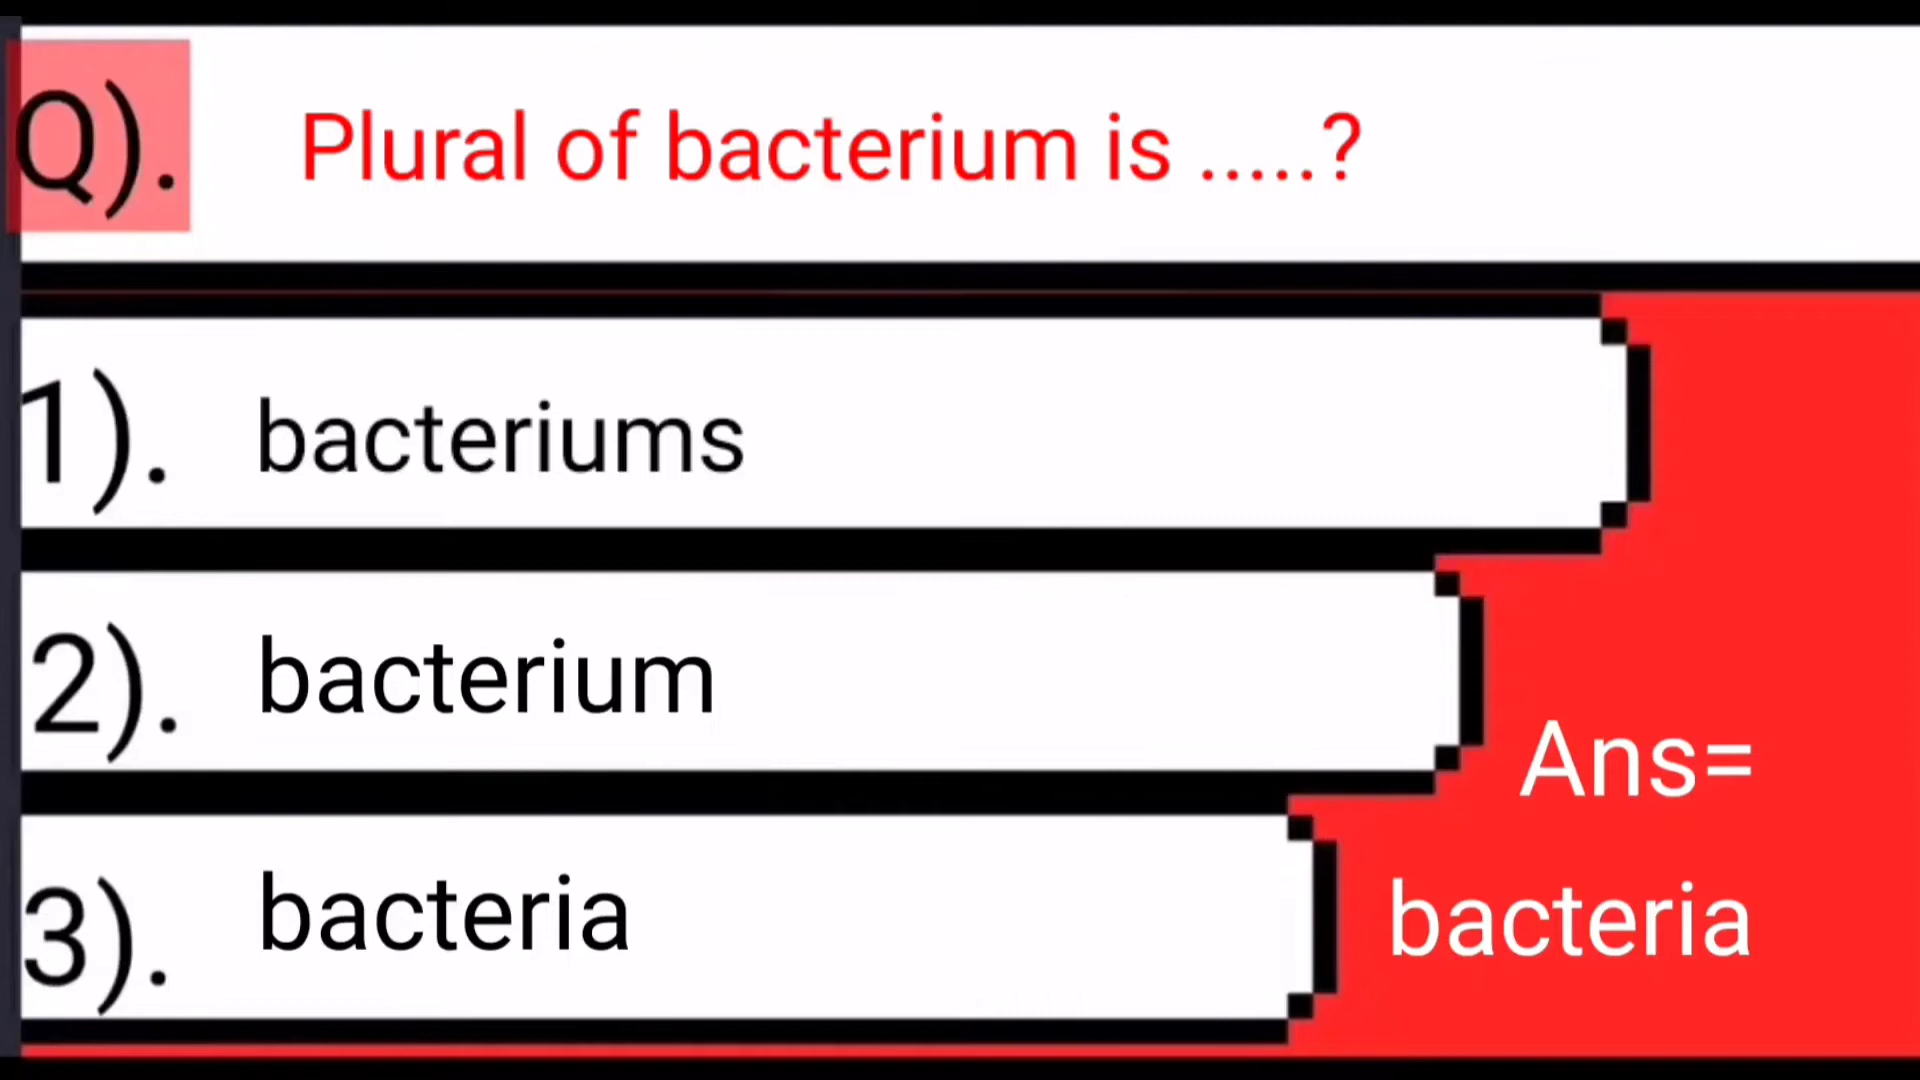 Q). Plural of bacterium is .....?
1). bacteriums
2). bacterium
3). bacteria
Ans=
bacteria